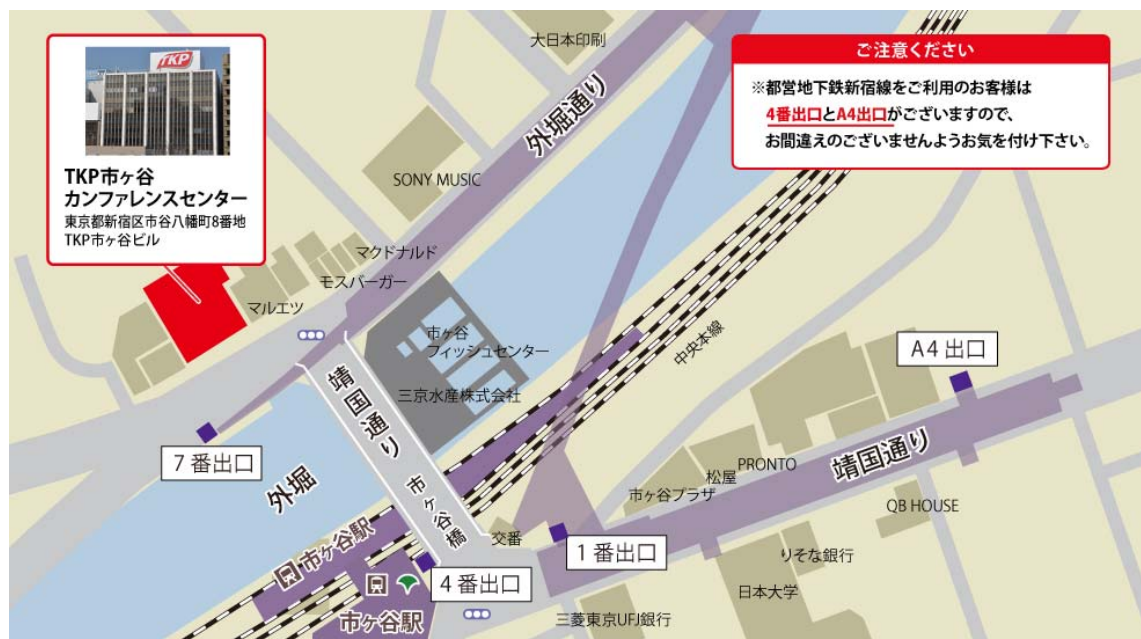 TKP
TKP市ヶ谷
カンファレンスセンター
東京都新宿区市谷八幡町8番地
TKP市ヶ谷ビル
ご注意ください
※都営地下鉄新宿線をご利用のお客様は
4番出口とA4出口がございますので、
お間違えのございませんようお気を付け下さい。
大日本印刷
外堀通り
SONY MUSIC
マクドナルド
モスバーガー
マルエツ
市ヶ谷
フィッシュセンター
三京水産株式会社
中央本線
A4出口
靖国通り
7番出口
外堀
市ヶ谷橋
靖国通り
PRONTO
松屋
市ヶ谷プラザ
QB HOUSE
交番
1番出口
りそな銀行
日本大学
市ヶ谷駅
4番出口
市ヶ谷駅
三菱東京UFJ銀行